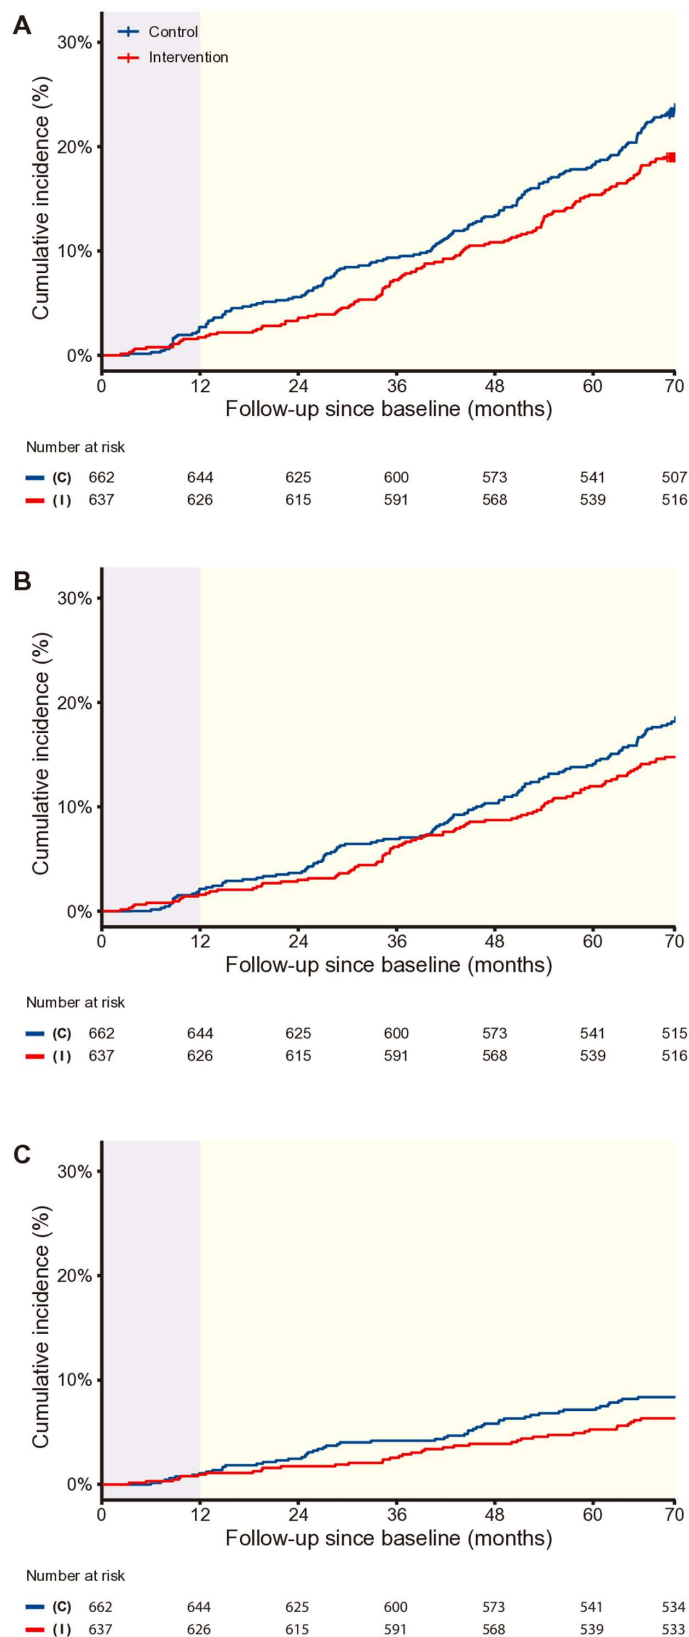 A
Control
Intervention
30%
20%
10%
0%
Cumulative incidence (%)
0 12 24 36 48 60 70
Follow-up since baseline (months)
Number at risk
(C) 662 644 625 600 573 541 507
(I) 637 626 615 591 568 539 516
B
30%
20%
10%
0%
Cumulative incidence (%)
0 12 24 36 48 60 70
Follow-up since baseline (months)
Number at risk
(C) 662 644 625 600 573 541 515
(I) 637 626 615 591 568 539 516
C
30%
20%
10%
0%
Cumulative incidence (%)
0 12 24 36 48 60 70
Follow-up since baseline (months)
Number at risk
(C) 662 644 625 600 573 541 534
(I) 637 626 615 591 568 539 533